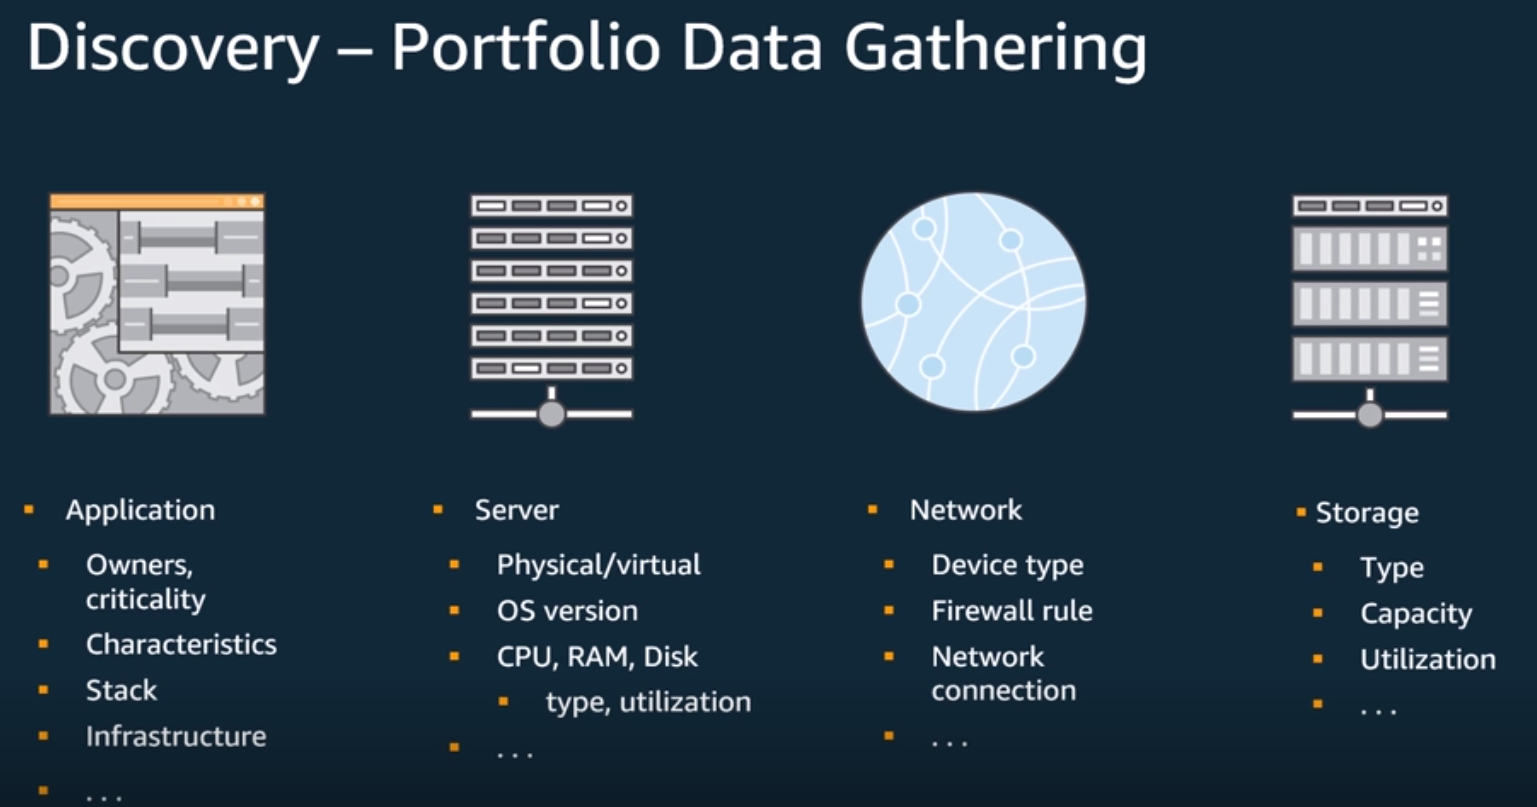 Discovery – Portfolio Data Gathering
Application
Owners,
criticality
Characteristics
Stack
Infrastructure
. . .
Server
Physical/virtual
OS version
CPU, RAM, Disk
type, utilization
. . .
Network
Device type
Firewall rule
Network
connection
. . .
Storage
Type
Capacity
Utilization
. . .